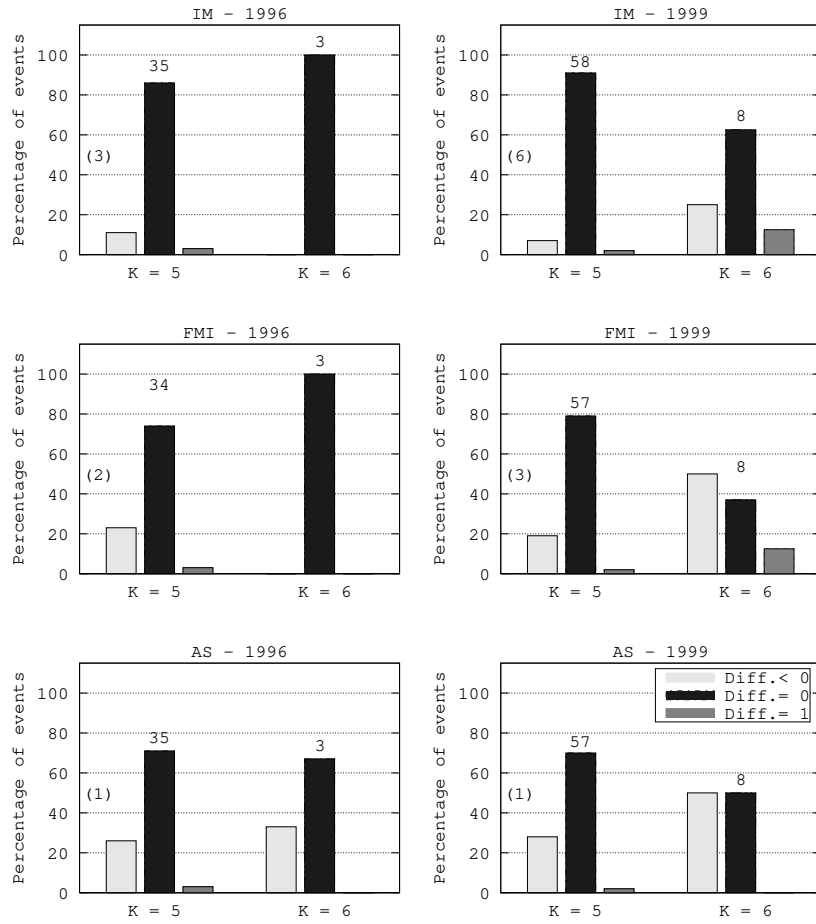 IM - 1996
Percentage of events
100
80
60
40
20
0
(3)
35
3
K = 5
K = 6
IM - 1999
Percentage of events
100
80
60
40
20
0
(6)
58
8
K = 5
K = 6
FMI - 1996
Percentage of events
100
80
60
40
20
0
(2)
34
3
K = 5
K = 6
FMI - 1999
Percentage of events
100
80
60
40
20
0
(3)
57
8
K = 5
K = 6
AS - 1996
Percentage of events
100
80
60
40
20
0
(1)
35
3
K = 5
K = 6
AS - 1999
Percentage of events
100
80
60
40
20
0
(1)
57
8
Diff.< 0
Diff.= 0
Diff.= 1
K = 5
K = 6